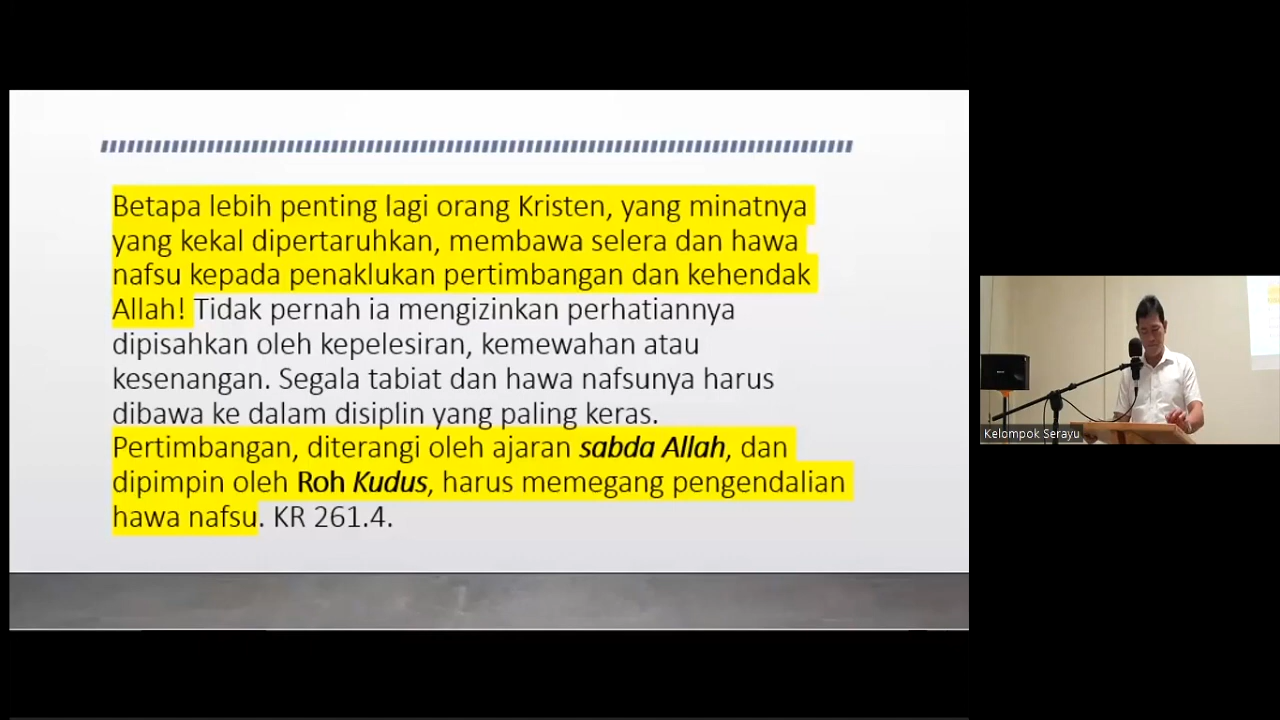 Betapa lebih penting lagi orang Kristen, yang minatnya
yang kekal dipertaruhkan, membawa selera dan hawa
nafsu kepada penaklukan pertimbangan dan kehendak
Allah! Tidak pernah ia mengizinkan perhatiannya
dipisahkan oleh kepelesiran, kemewahan atau
kesenangan. Segala tabiat dan hawa nafsunya harus
dibawa ke dalam disiplin yang paling keras.
Pertimbangan, diterangi oleh ajaran sabda Allah, dan
dipimpin oleh Roh Kudus, harus memegang pengendalian
hawa nafsu. KR 261.4.
Kelompok Serayu